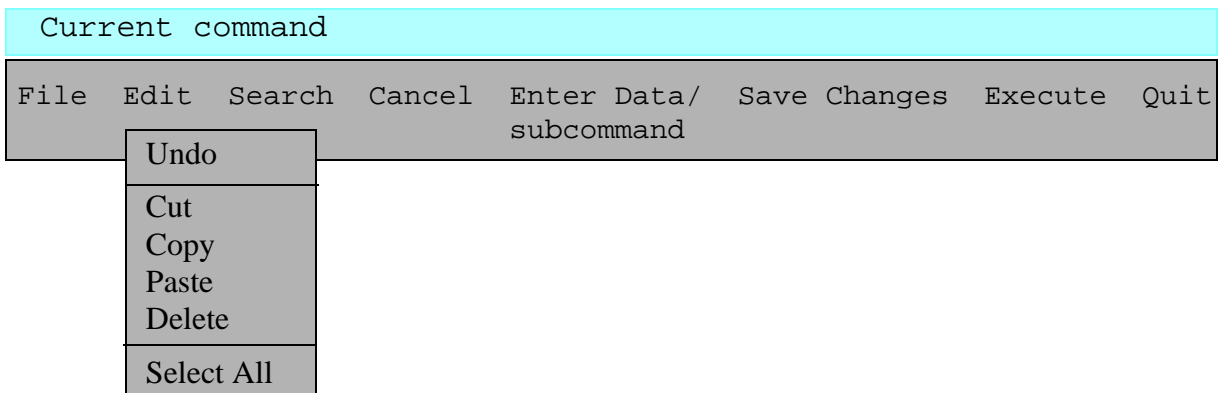 Current command
File Edit Search Cancel Enter Data/ Save Changes Execute Quit
subcommand
Undo
Cut
Copy
Paste
Delete
Select All